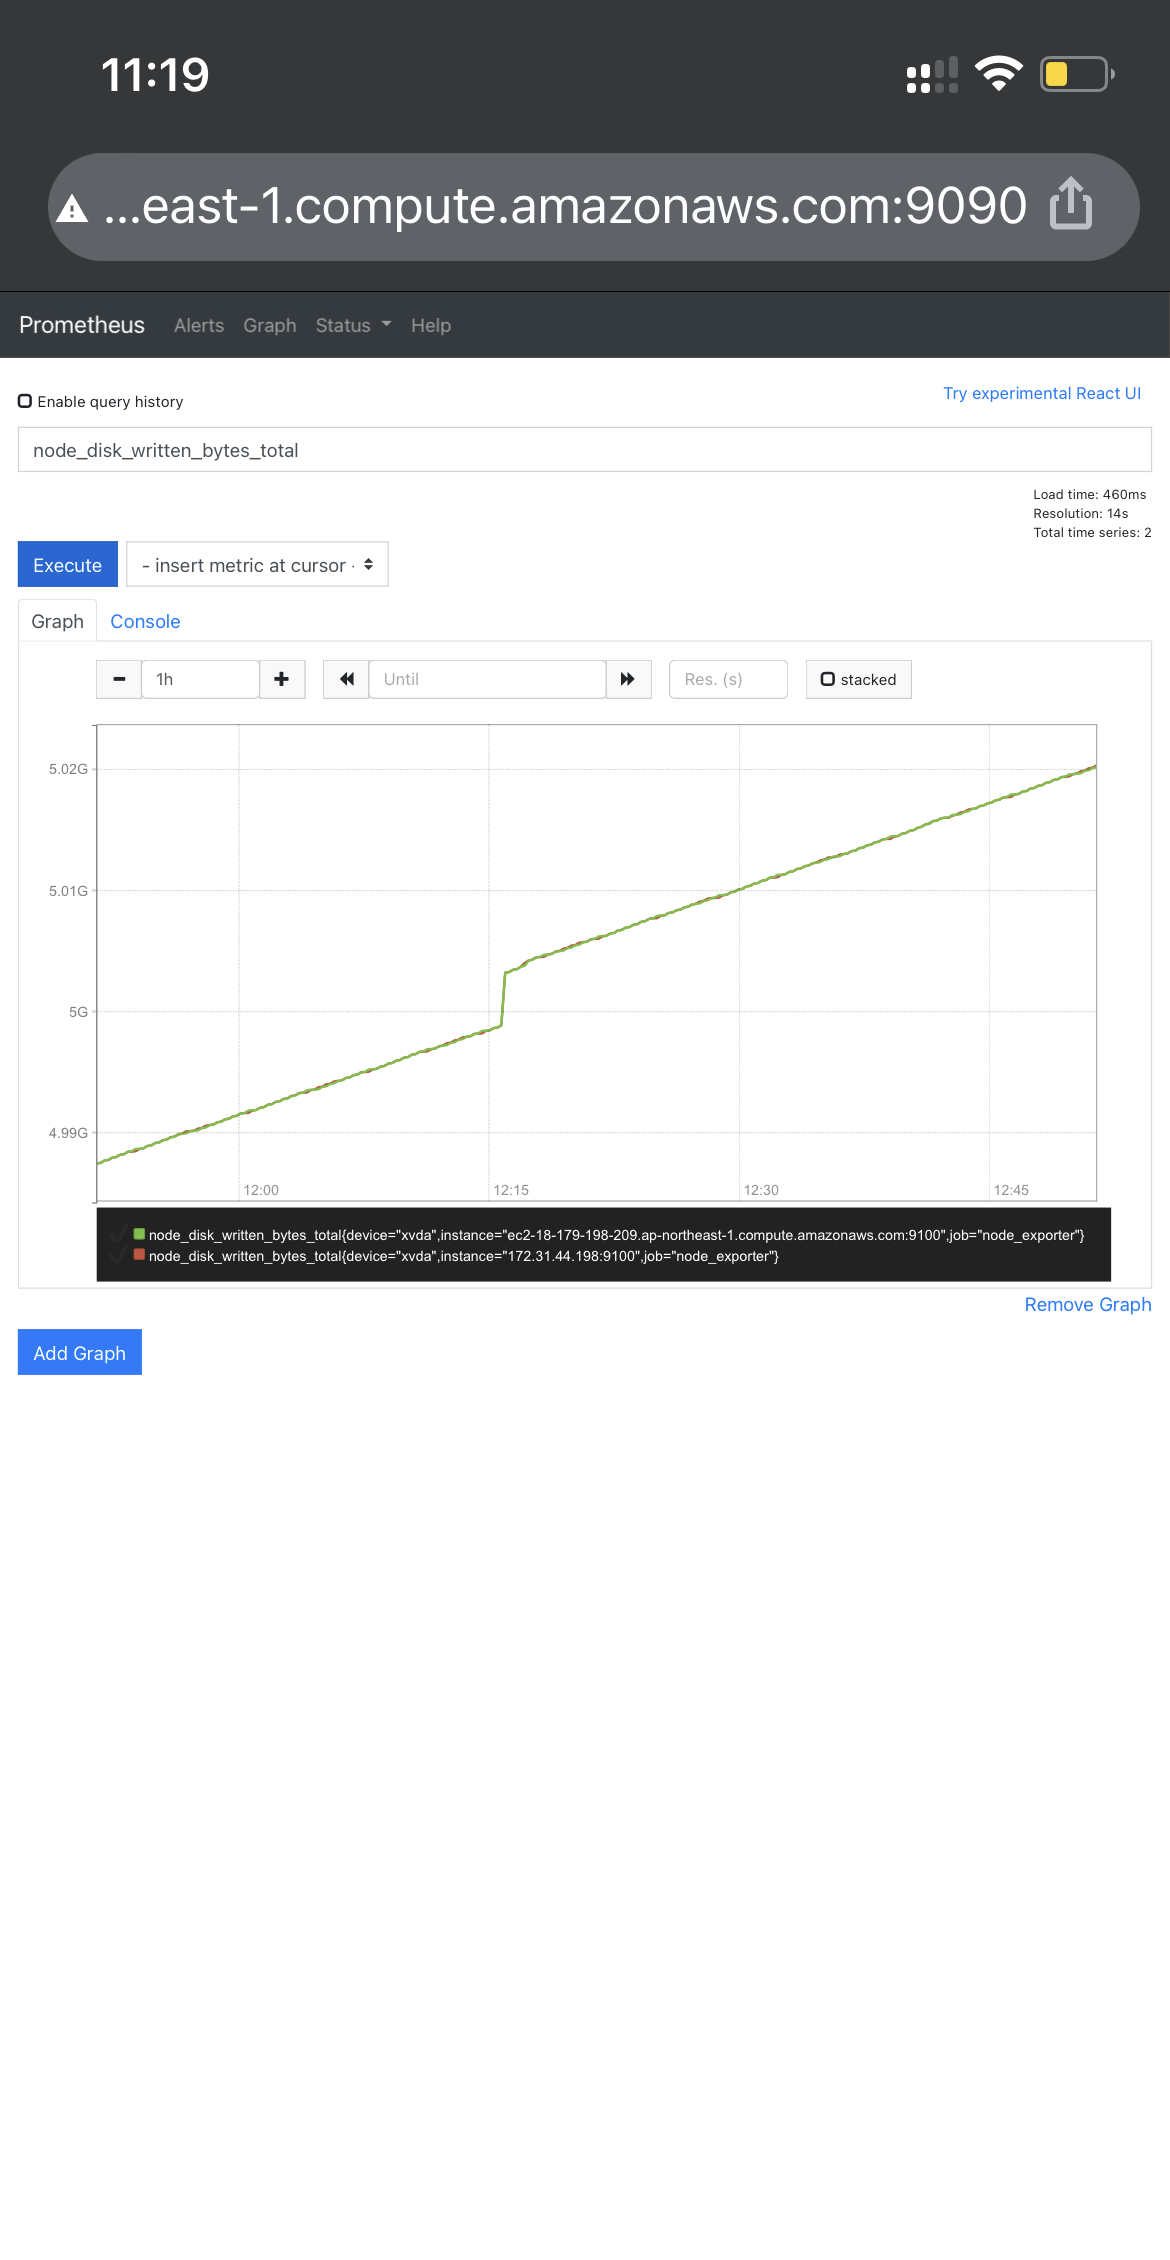 11:19
...east-1.compute.amazonaws.com:9090
Prometheus Alerts Graph Status Help
Enable query history
Try experimental React UI
node_disk_written_bytes_total
Load time: 460ms
Resolution: 14s
Total time series: 2
Execute - insert metric at cursor -
Graph Console
1h Until Res. (s) stacked
5.02G
5.01G
5G
4.99G
12:00 12:15 12:30 12:45
node_disk_written_bytes_total{device="xvda",instance="ec2-18-179-198-209.ap-northeast-1.compute.amazonaws.com:9100",job="node_exporter"}
node_disk_written_bytes_total{device="xvda",instance="172.31.44.198:9100",job="node_exporter"}
Remove Graph
Add Graph